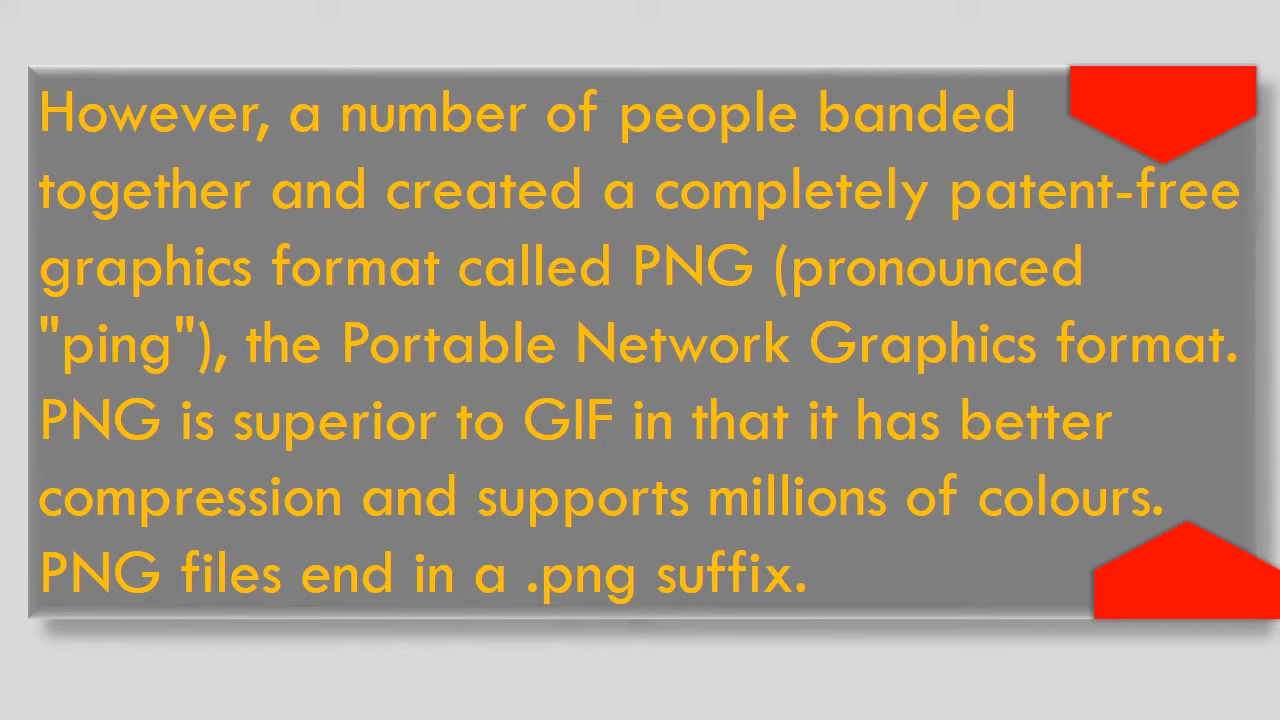 However, a number of people banded
together and created a completely patent-free
graphics format called PNG (pronounced
"ping"), the Portable Network Graphics format.
PNG is superior to GIF in that it has better
compression and supports millions of colours.
PNG files end in a .png suffix.